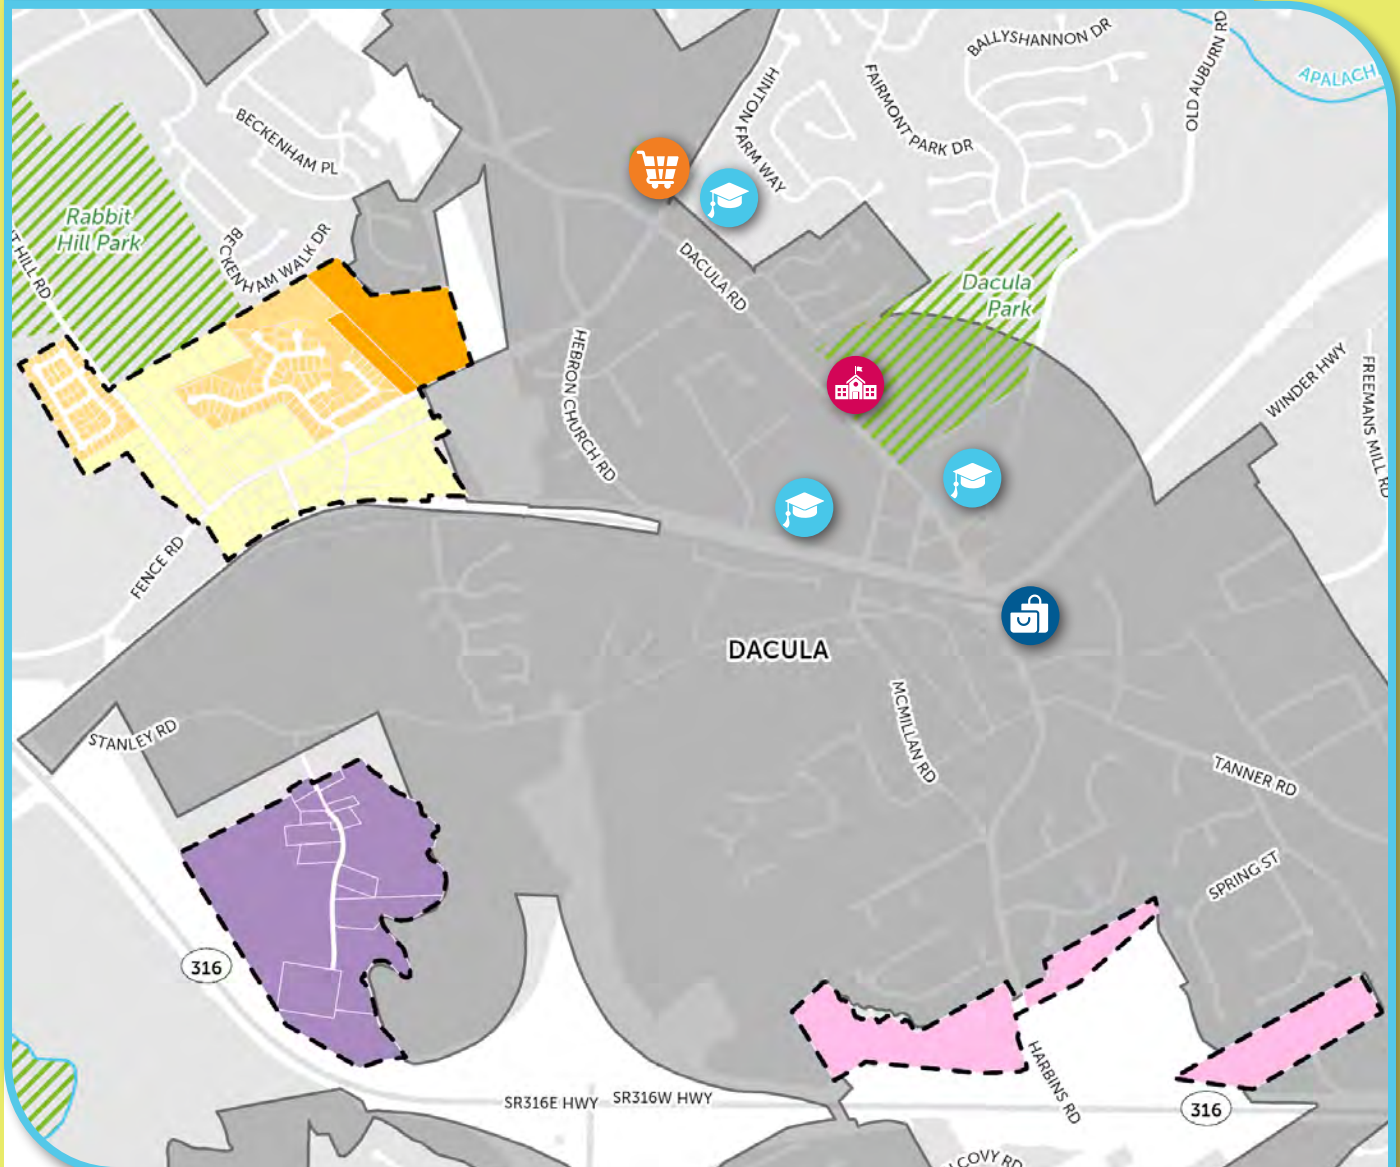 BALLYSHANNON DR
OLD AUBURN RD
APALACH
HINTON
FARM WAY
FAIRMONT PARK DR
BECKENHAM PL
Rabbit
Hill Park
BECKENHAM WALK DR
T HILL RD
DACULA RD
Dacula
Park
HEBRON CHURCH RD
WINDER HWY
FREEMANS MILL RD
FENCE RD
DACULA
MCMILLAN RD
STANLEY RD
TANNER RD
SPRING ST
316
HARBINS RD
SR316E HWY
SR316W HWY
316
LCOVY RD